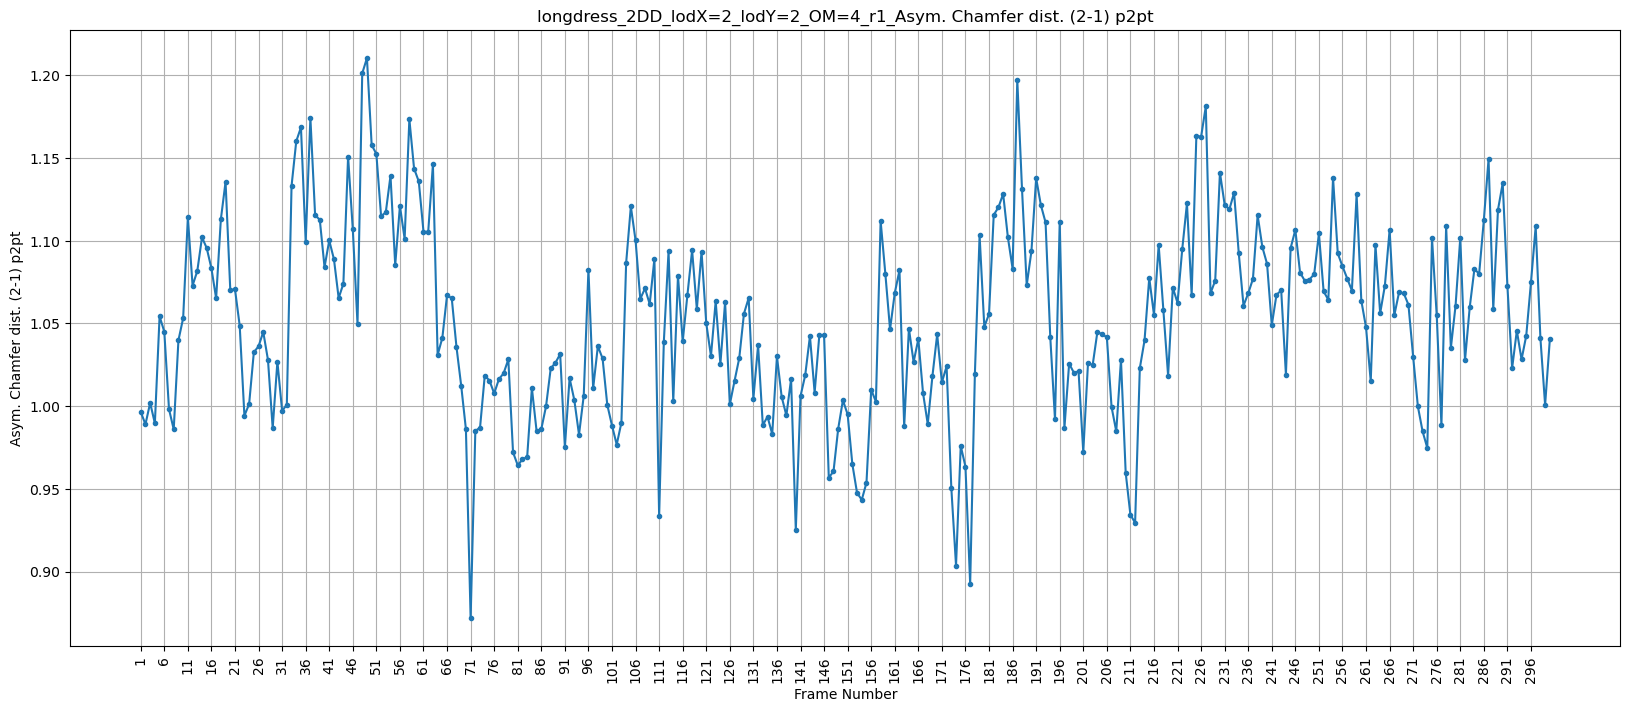 longdress_2DD_lodX=2_lodY=2_OM=4_r1_Asym. Chamfer dist. (2-1) p2pt
Asym. Chamfer dist. (2-1) p2pt
1.20
1.15
1.10
1.05
1.00
0.95
0.90
1 6 11 16 21 26 31 36 41 46 51 56 61 66 71 76 81 86 91 96 101 106 111 116 121 126 131 136 141 146 151 156 161 166 171 176 181 186 191 196 201 206 211 216 221 226 231 236 241 246 251 256 261 266 271 276 281 286 291 296
Frame Number